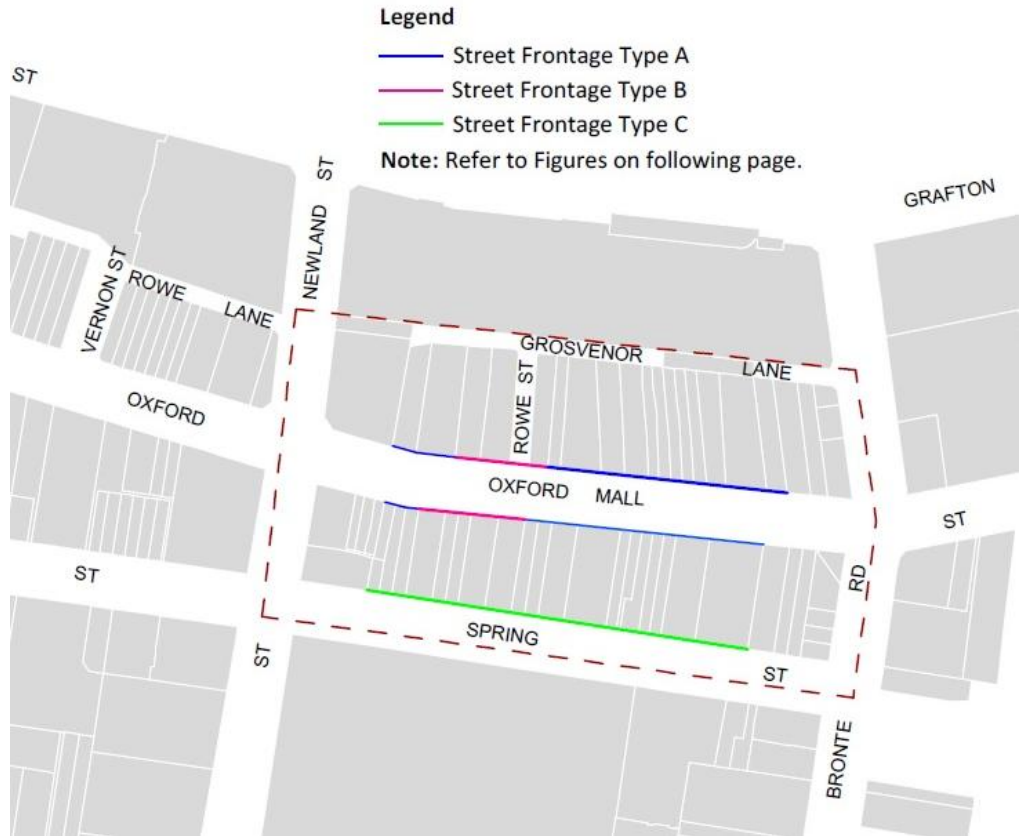 Legend
Street Frontage Type A
Street Frontage Type B
Street Frontage Type C
Note: Refer to Figures on following page.
ST
NEWLAND ST
GRAFTON
VERNON ST
ROWE LANE
GROSVENOR LANE
ROWE ST
OXFORD
OXFORD MALL
ST
ST
RD
SPRING ST
ST
BRONTE